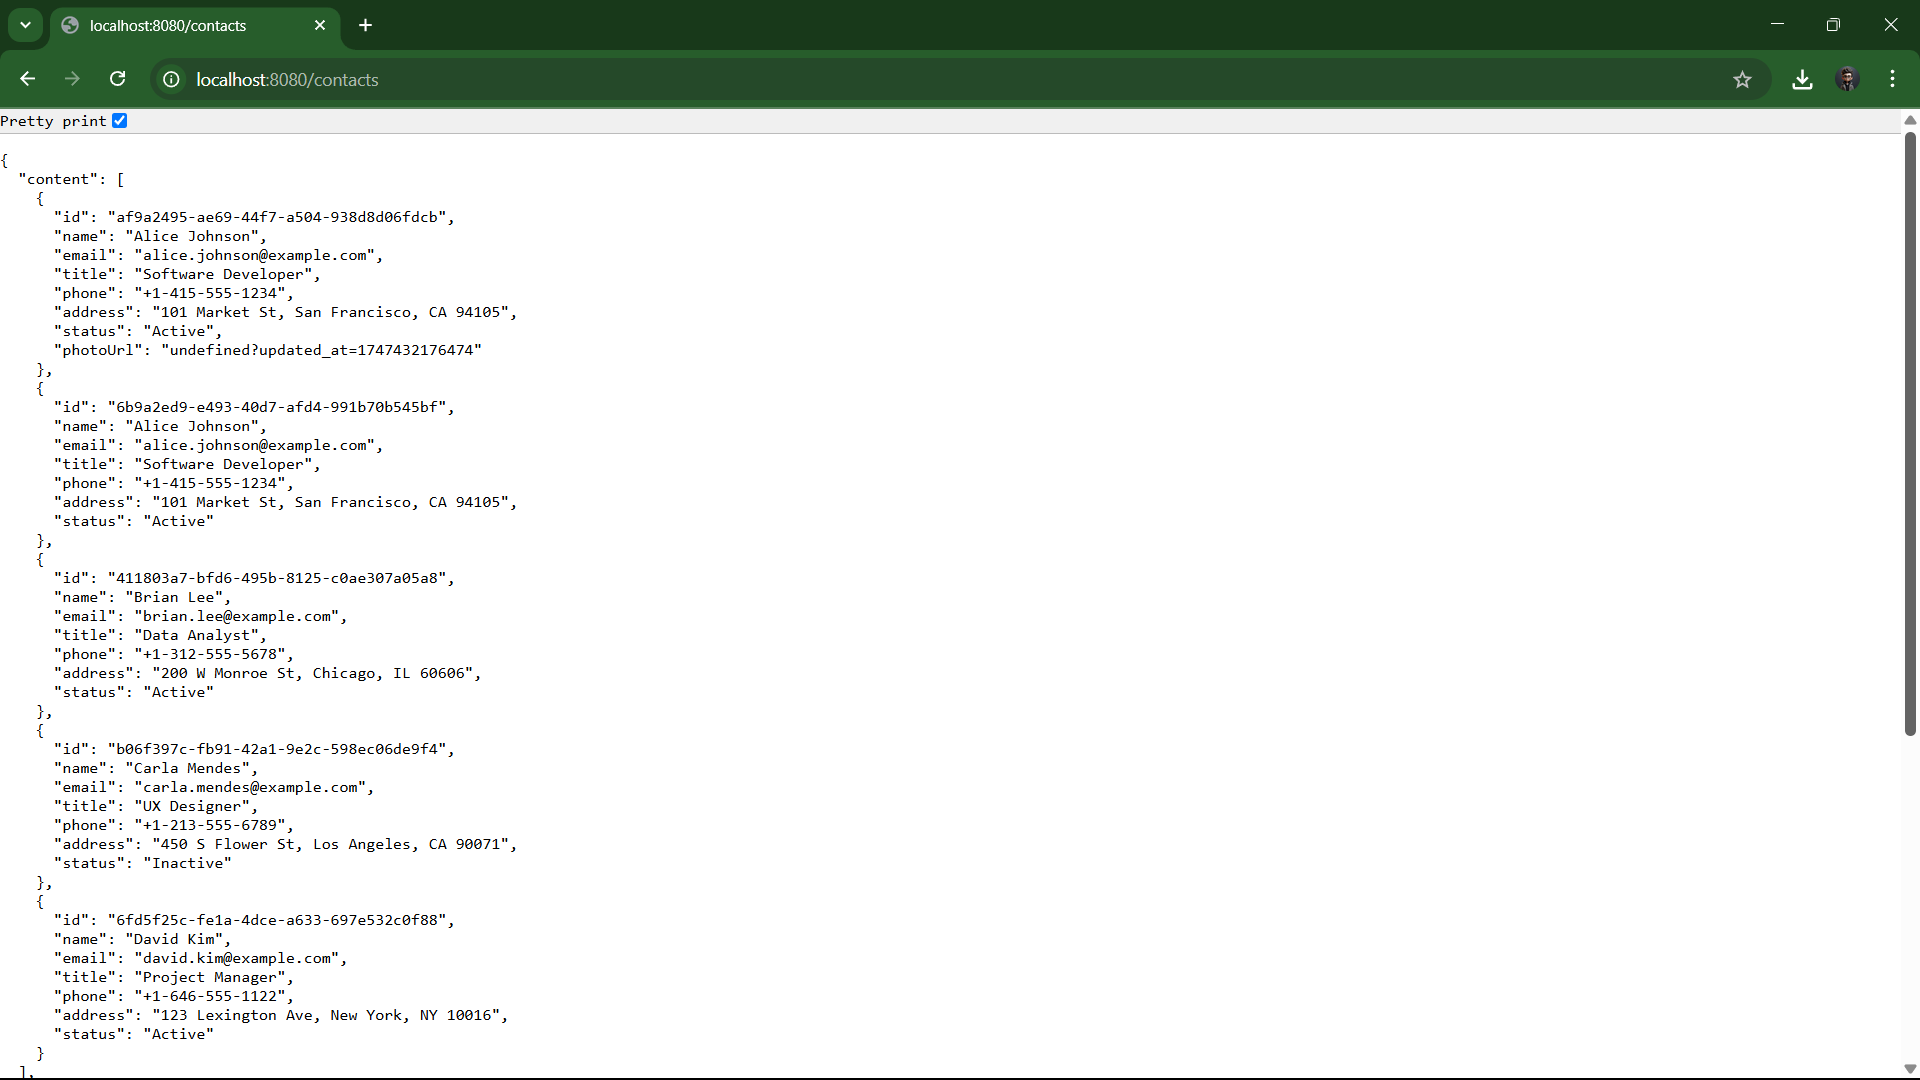 localhost:8080/contacts
localhost:8080/contacts
Pretty print
{
  "content": [
    {
      "id": "af9a2495-ae69-44f7-a504-938d8d06fdcb",
      "name": "Alice Johnson",
      "email": "alice.johnson@example.com",
      "title": "Software Developer",
      "phone": "+1-415-555-1234",
      "address": "101 Market St, San Francisco, CA 94105",
      "status": "Active",
      "photoUrl": "undefined?updated_at=1747432176474"
    },
    {
      "id": "6b9a2ed9-e493-40d7-afd4-991b70b545bf",
      "name": "Alice Johnson",
      "email": "alice.johnson@example.com",
      "title": "Software Developer",
      "phone": "+1-415-555-1234",
      "address": "101 Market St, San Francisco, CA 94105",
      "status": "Active"
    },
    {
      "id": "411803a7-bfd6-495b-8125-c0ae307a05a8",
      "name": "Brian Lee",
      "email": "brian.lee@example.com",
      "title": "Data Analyst",
      "phone": "+1-312-555-5678",
      "address": "200 W Monroe St, Chicago, IL 60606",
      "status": "Active"
    },
    {
      "id": "b06f397c-fb91-42a1-9e2c-598ec06de9f4",
      "name": "Carla Mendes",
      "email": "carla.mendes@example.com",
      "title": "UX Designer",
      "phone": "+1-213-555-6789",
      "address": "450 S Flower St, Los Angeles, CA 90071",
      "status": "Inactive"
    },
    {
      "id": "6fd5f25c-fe1a-4dce-a633-697e532c0f88",
      "name": "David Kim",
      "email": "david.kim@example.com",
      "title": "Project Manager",
      "phone": "+1-646-555-1122",
      "address": "123 Lexington Ave, New York, NY 10016",
      "status": "Active"
    }
  ],